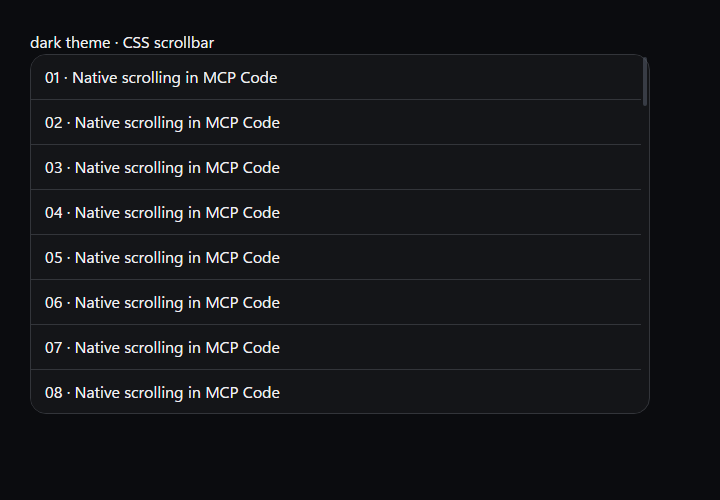 dark theme · CSS scrollbar
01 · Native scrolling in MCP Code
02 · Native scrolling in MCP Code
03 · Native scrolling in MCP Code
04 · Native scrolling in MCP Code
05 · Native scrolling in MCP Code
06 · Native scrolling in MCP Code
07 · Native scrolling in MCP Code
08 · Native scrolling in MCP Code